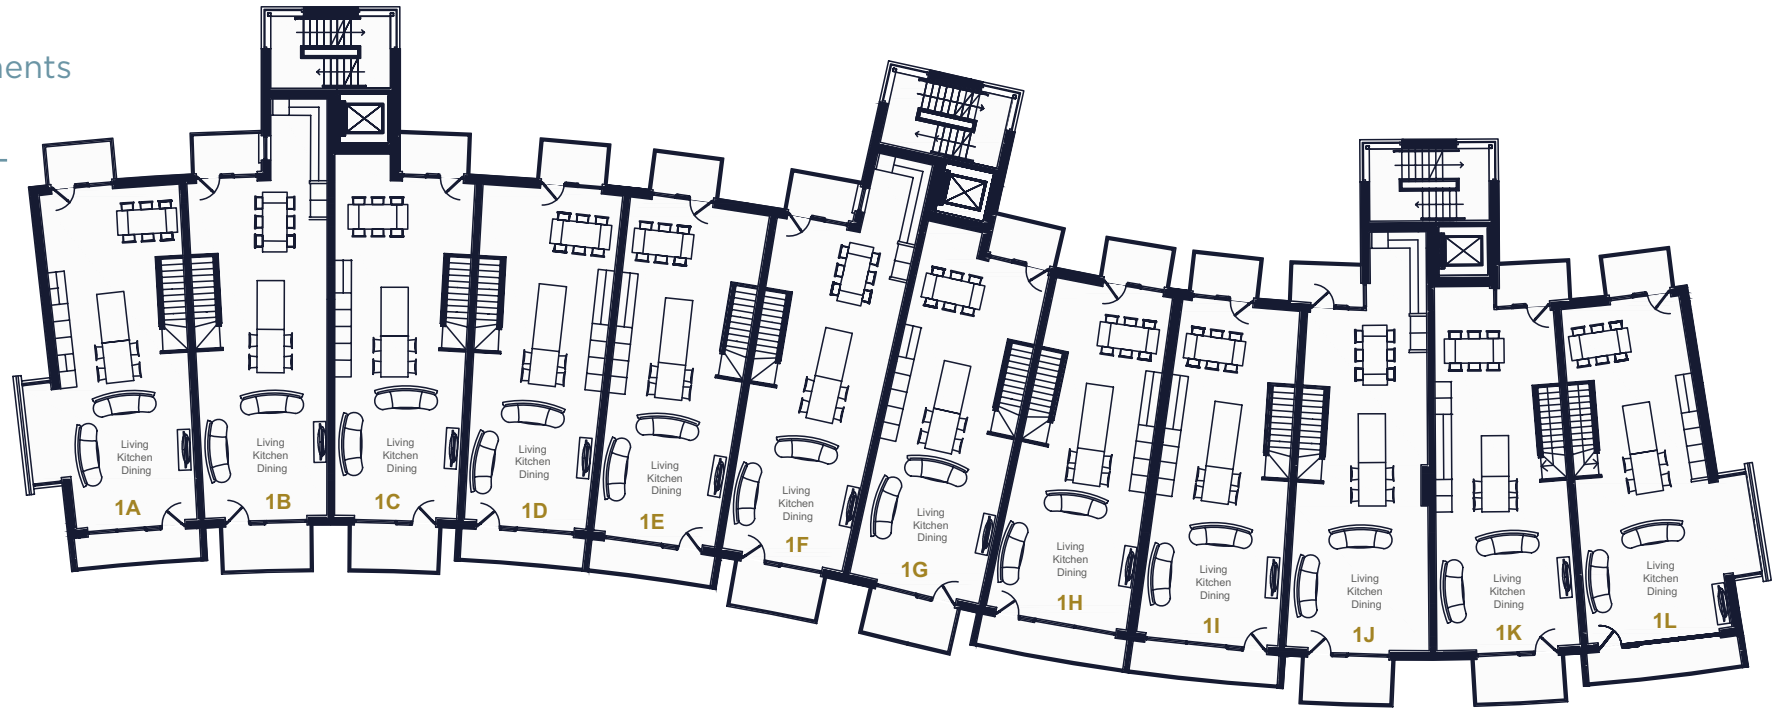 ments
Living
Kitchen
Dining
1A
Living
Kitchen
Dining
1B
Living
Kitchen
Dining
1C
Living
Kitchen
Dining
1D
Living
Kitchen
Dining
1E
Living
Kitchen
Dining
1F
Living
Kitchen
Dining
1G
Living
Kitchen
Dining
1H
Living
Kitchen
Dining
1I
Living
Kitchen
Dining
1J
Living
Kitchen
Dining
1K
Living
Kitchen
Dining
1L